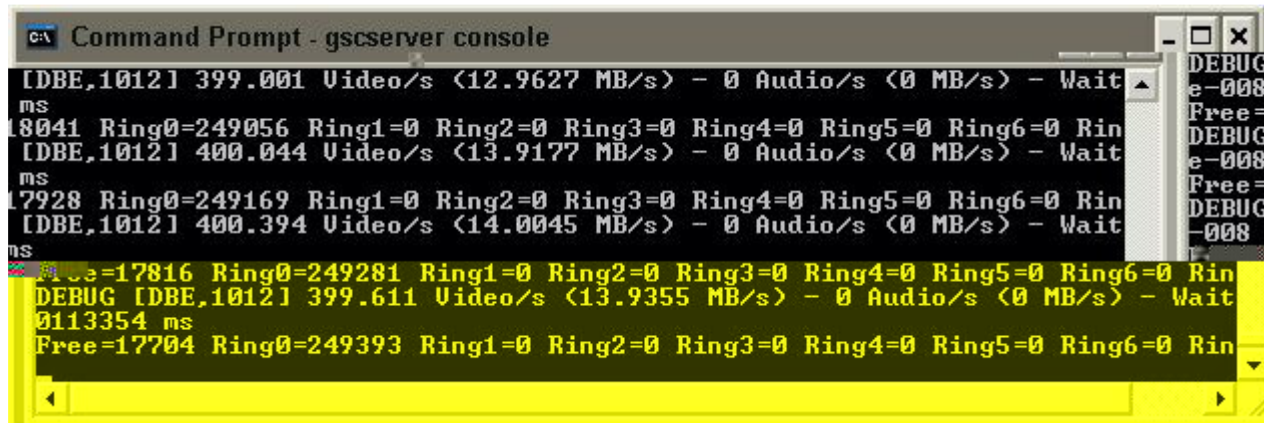 Command Prompt - gscserver console
[DBE,1012] 399.001 Video/s (12.9627 MB/s) - 0 Audio/s (0 MB/s) - Wait
ms
18041 Ring0=249056 Ring1=0 Ring2=0 Ring3=0 Ring4=0 Ring5=0 Ring6=0 Rin
[DBE,1012] 400.044 Video/s (13.9177 MB/s) - 0 Audio/s (0 MB/s) - Wait
ms
17928 Ring0=249169 Ring1=0 Ring2=0 Ring3=0 Ring4=0 Ring5=0 Ring6=0 Rin
[DBE,1012] 400.394 Video/s (14.0045 MB/s) - 0 Audio/s (0 MB/s) - Wait
ms
=17816 Ring0=249281 Ring1=0 Ring2=0 Ring3=0 Ring4=0 Ring5=0 Ring6=0 Rin
DEBUG [DBE,1012] 399.611 Video/s (13.9355 MB/s) - 0 Audio/s (0 MB/s) - Wait
0113354 ms
Free=17704 Ring0=249393 Ring1=0 Ring2=0 Ring3=0 Ring4=0 Ring5=0 Ring6=0 Rin
DEBUG
e-008
Free=
DEBUG
e-008
Free=
DEBUG
-008